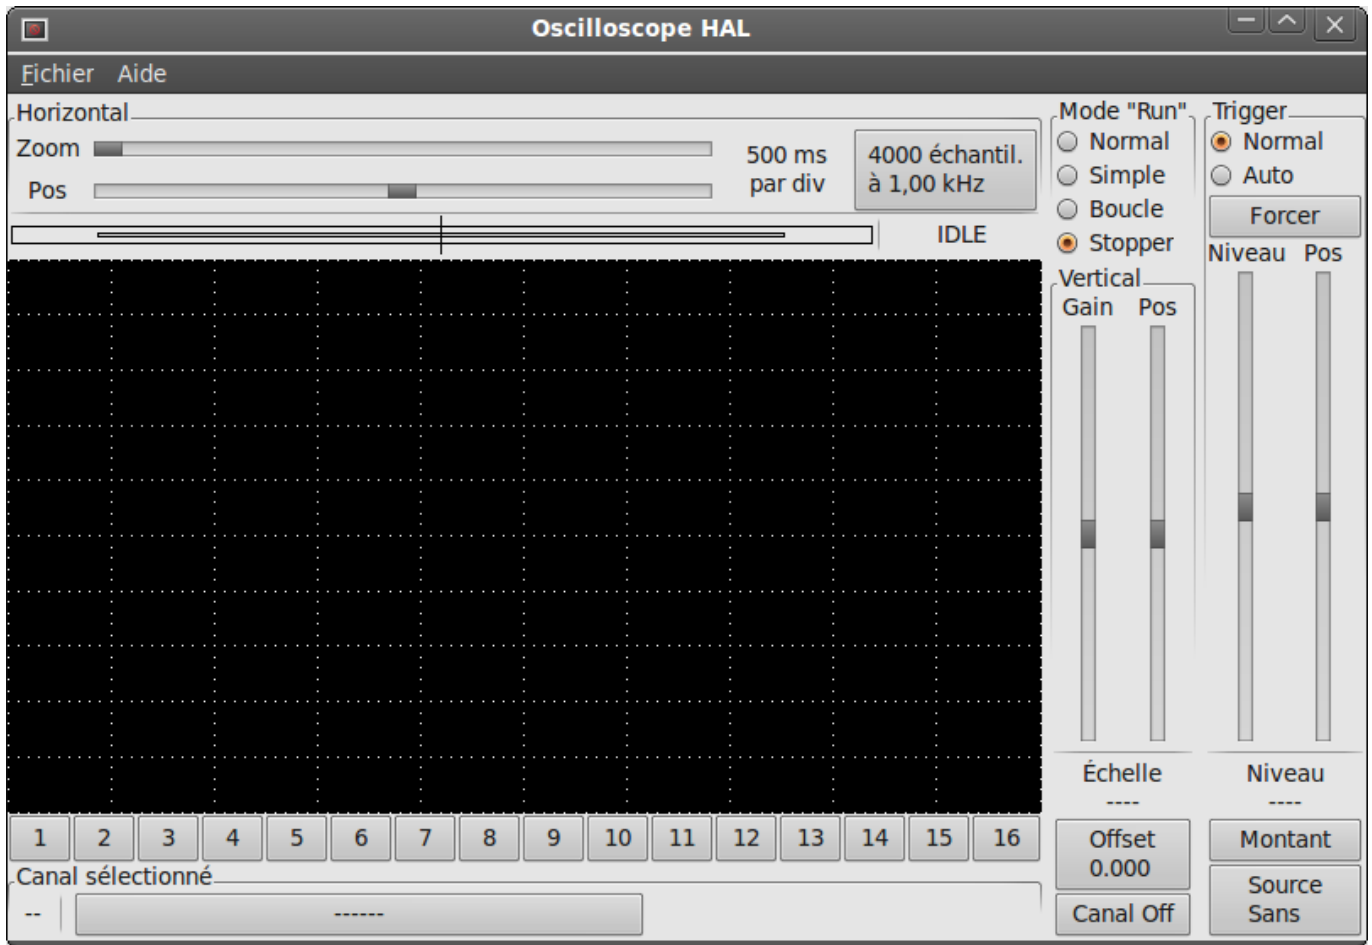 Oscilloscope HAL
Fichier Aide
Horizontal
Zoom
Pos
500 ms
par div
4000 échantil.
à 1,00 kHz
IDLE
Mode "Run"
Normal
Simple
Boucle
Stopper
Trigger
Normal
Auto
Forcer
Niveau Pos
Vertical
Gain Pos
Échelle
----
Offset
0.000
Canal Off
Niveau
----
Montant
Source
Sans
1 2 3 4 5 6 7 8 9 10 11 12 13 14 15 16
Canal sélectionné
-- ------